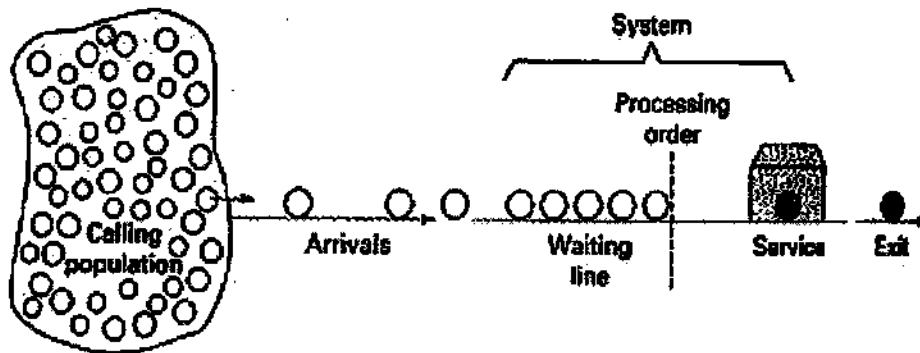 System
Processing
order
Calling
population
Arrivals
Waiting
line
Service
Exit